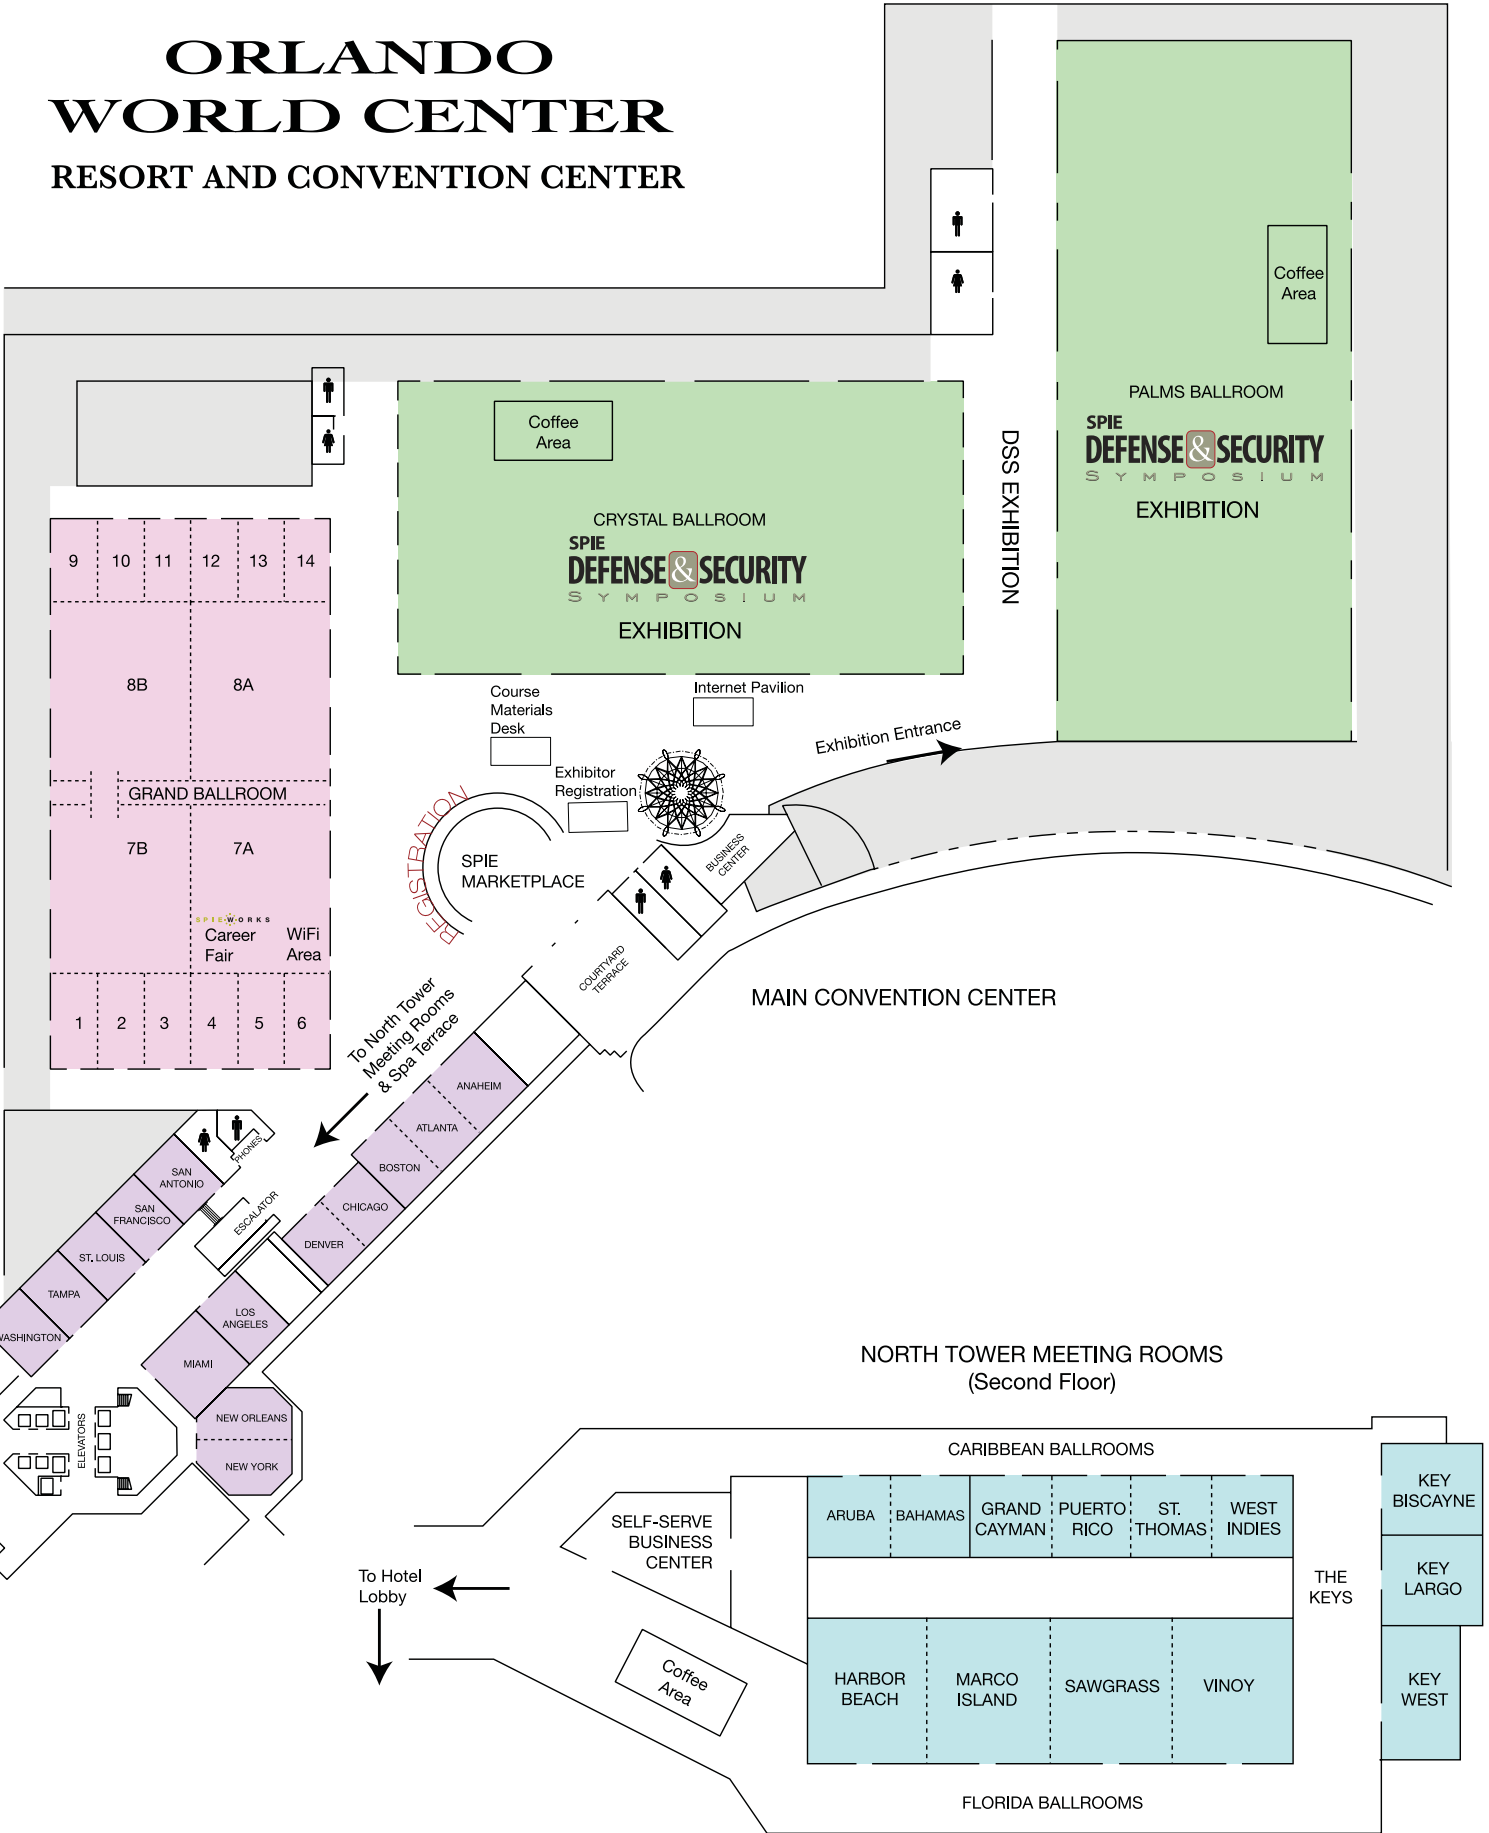 ORLANDO
WORLD CENTER
RESORT AND CONVENTION CENTER
Coffee
Area
PALMS BALLROOM
SPIE
DEFENSE & SECURITY
SYMPOSIUM
EXHIBITION
DSS EXHIBITION
Coffee
Area
CRYSTAL BALLROOM
SPIE
DEFENSE & SECURITY
SYMPOSIUM
EXHIBITION
9 10 11 12 13 14
8B 8A
GRAND BALLROOM
7B 7A
SPIEWORKS
Career
Fair
WiFi
Area
1 2 3 4 5 6
Course
Materials
Desk
Internet Pavilion
Exhibition Entrance
Exhibitor
Registration
REGISTRATION
SPIE
MARKETPLACE
BUSINESS
CENTER
COURTYARD
TERRACE
MAIN CONVENTION CENTER
To North Tower
Meeting Rooms
& Spa Terrace
ANAHEIM
ATLANTA
BOSTON
CHICAGO
DENVER
PHONES
ESCALATOR
SAN
ANTONIO
SAN
FRANCISCO
ST. LOUIS
TAMPA
WASHINGTON
LOS
ANGELES
MIAMI
NEW ORLEANS
NEW YORK
ELEVATORS
NORTH TOWER MEETING ROOMS
(Second Floor)
CARIBBEAN BALLROOMS
ARUBA
BAHAMAS
GRAND
CAYMAN
PUERTO
RICO
ST.
THOMAS
WEST
INDIES
KEY
BISCAYNE
KEY
LARGO
KEY
WEST
THE
KEYS
SELF-SERVE
BUSINESS
CENTER
To Hotel
Lobby
Coffee
Area
HARBOR
BEACH
MARCO
ISLAND
SAWGRASS
VINOY
FLORIDA BALLROOMS